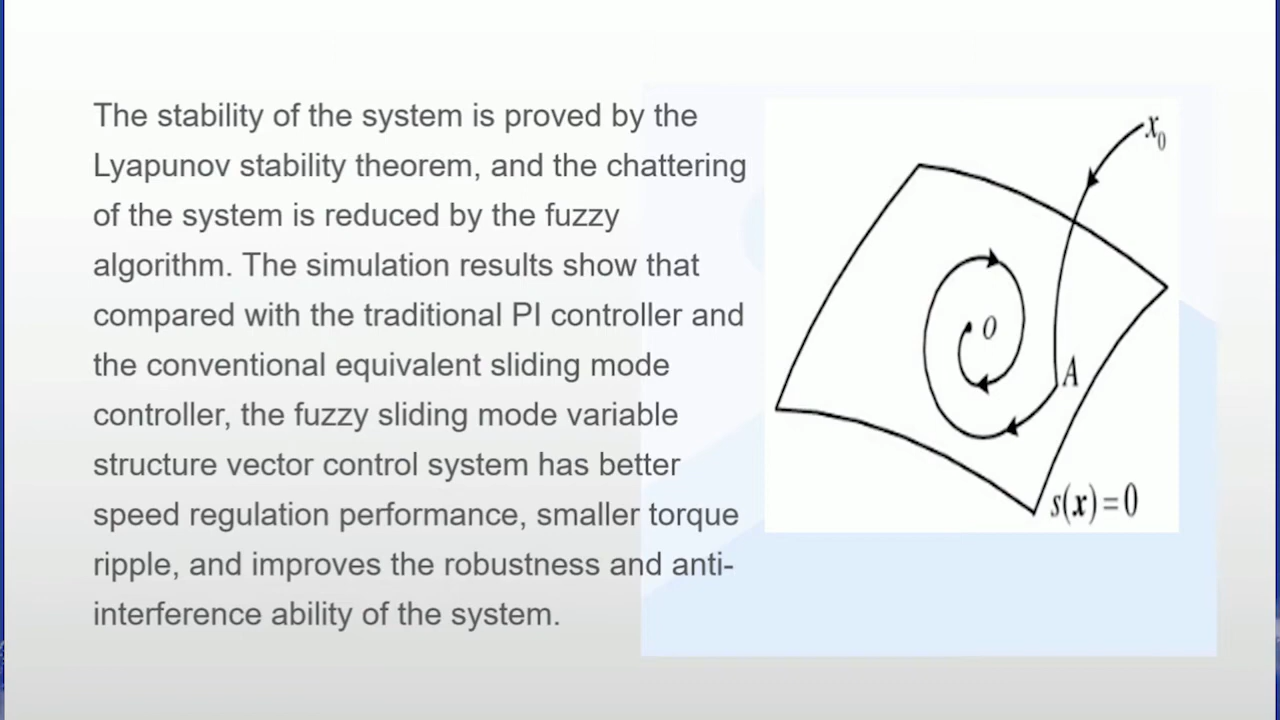 The stability of the system is proved by the
Lyapunov stability theorem, and the chattering
of the system is reduced by the fuzzy
algorithm. The simulation results show that
compared with the traditional PI controller and
the conventional equivalent sliding mode
controller, the fuzzy sliding mode variable
structure vector control system has better
speed regulation performance, smaller torque
ripple, and improves the robustness and anti-
interference ability of the system.
x₀
O
A
s(x)=0